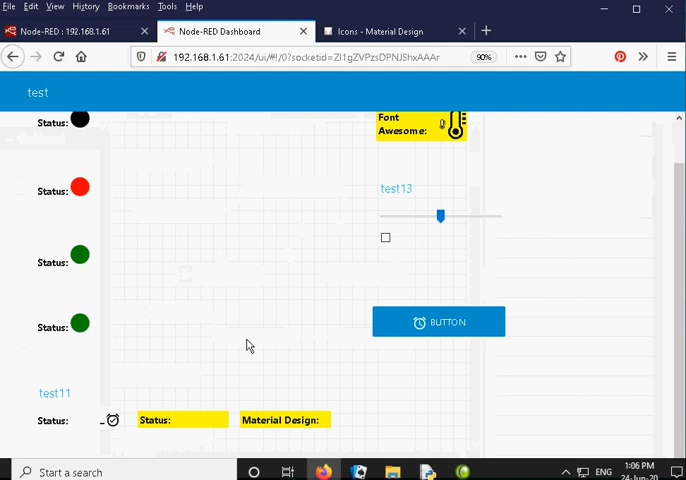 File Edit View History Bookmarks Tools Help
Node-RED : 192.168.1.61
Node-RED Dashboard
Icons - Material Design
192.168.1.61:2024/ui/#!/0?socketid=ZI1gZVPzsDPNJShxAAAr
90%
test
Status:
Font
Awesome:
Status:
test13
Status:
Status:
BUTTON
test11
Status:
Status:
Material Design:
Start a search
ENG
1:06 PM
24-Jun-20